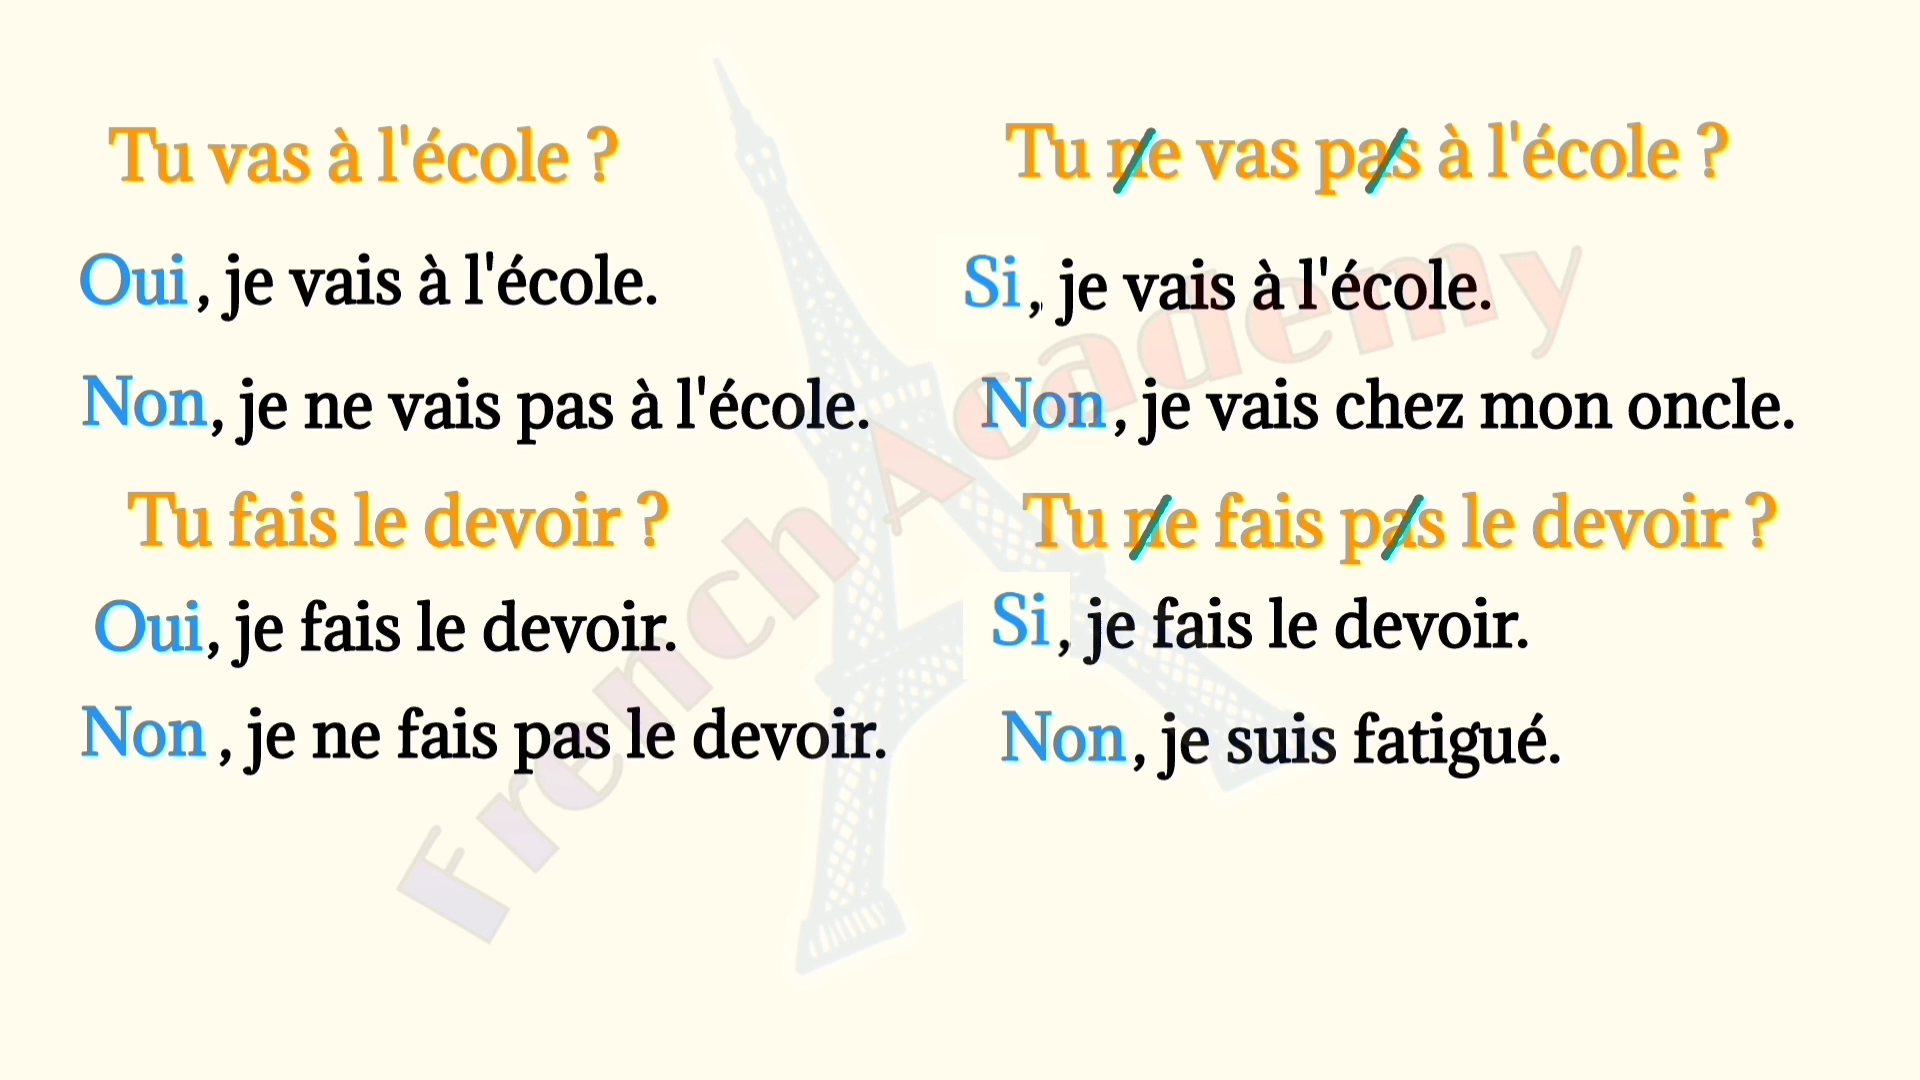 Tu vas à l'école ?
Oui, je vais à l'école.
Non, je ne vais pas à l'école.
Tu fais le devoir ?
Oui, je fais le devoir.
Non, je ne fais pas le devoir.
Tu ne vas pas à l'école ?
Si, je vais à l'école.
Non, je vais chez mon oncle.
Tu ne fais pas le devoir ?
Si, je fais le devoir.
Non, je suis fatigué.
French Academy